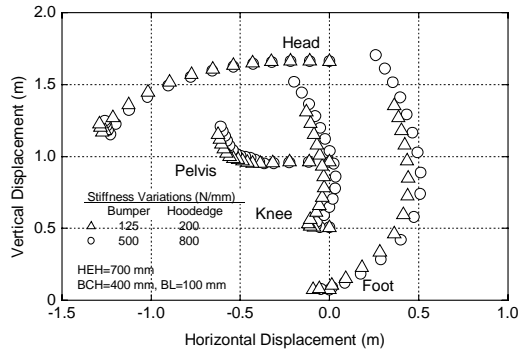 2.0
1.5
1.0
0.5
0.0
Vertical Displacement (m)
Head
Pelvis
Knee
Foot
Stiffness Variations (N/mm)
Bumper Hoodedge
△ 125 200
○ 500 800
HEH=700 mm
BCH=400 mm, BL=100 mm
-1.5 -1.0 -0.5 0.0 0.5 1.0
Horizontal Displacement (m)